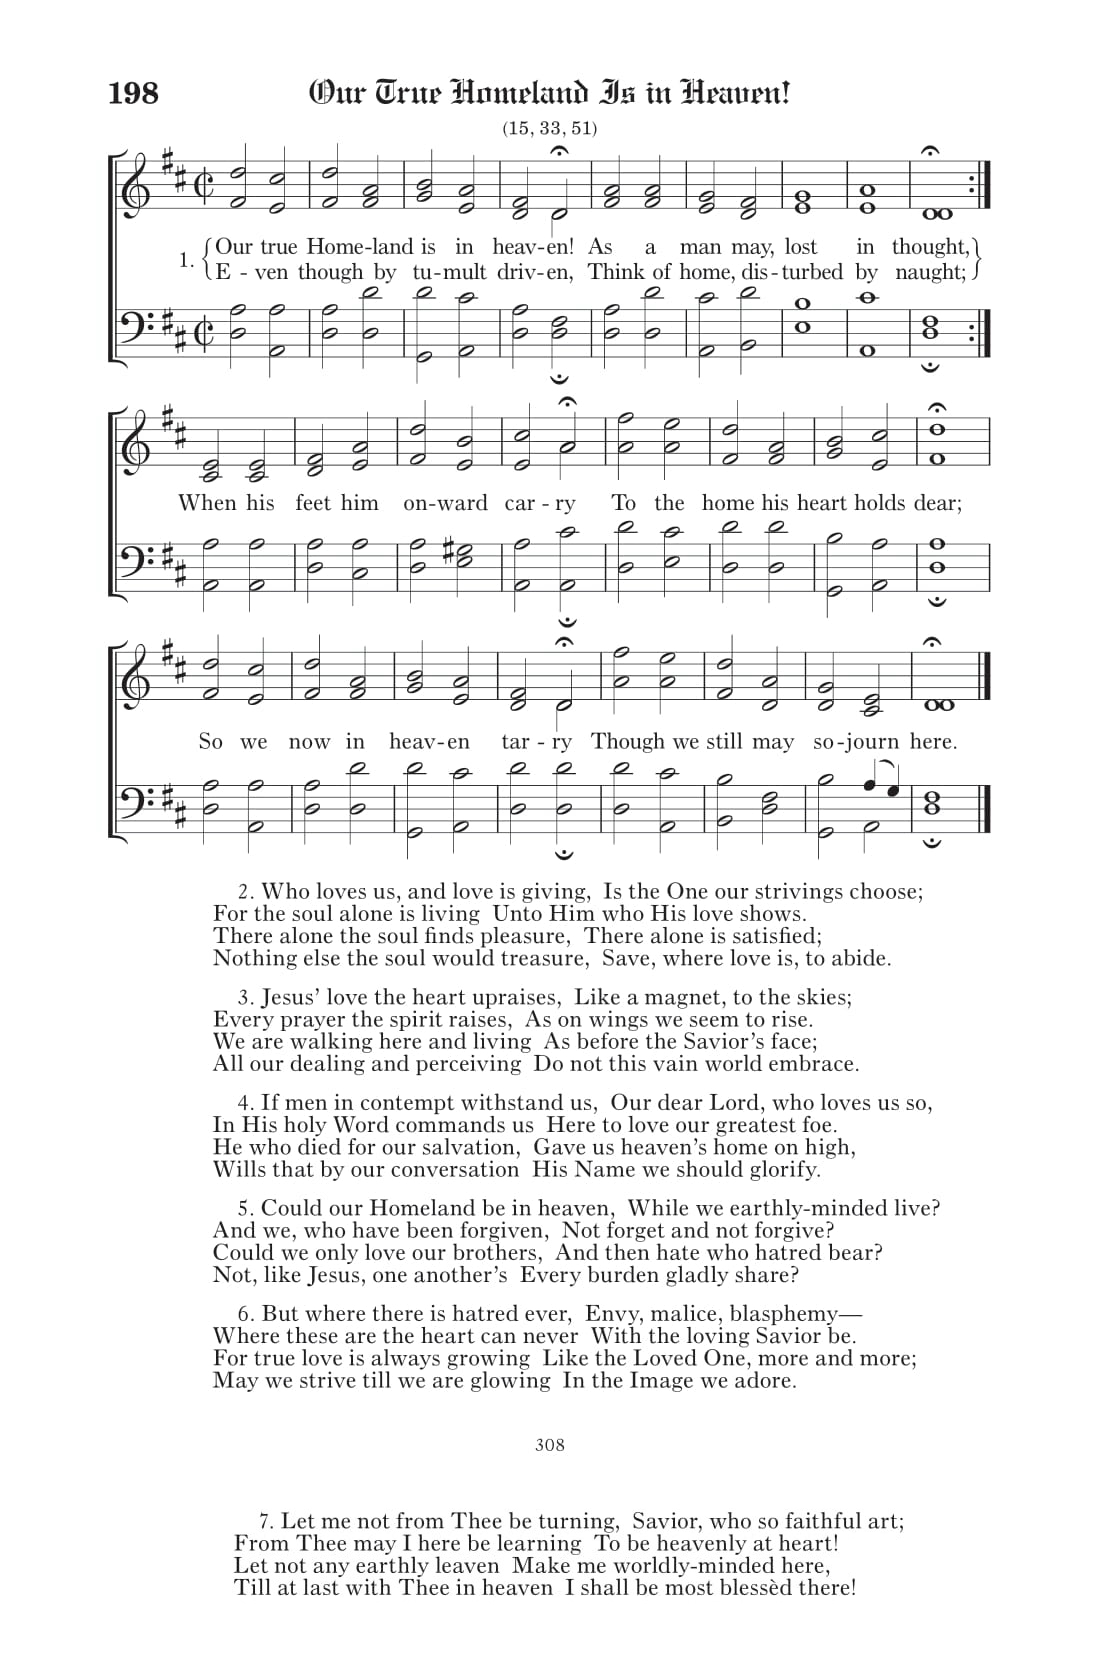 198 Our True Homeland Is in Heaven!
(15, 33, 51)
1. {Our true Home-land is in heav-en! As a man may, lost in thought,}
{E - ven though by tu-mult driv-en, Think of home, dis-turbed by naught;}
When his feet him on-ward car - ry To the home his heart holds dear;
So we now in heav-en tar - ry Though we still may so-journ here.
2. Who loves us, and love is giving, Is the One our strivings choose;
For the soul alone is living Unto Him who His love shows.
There alone the soul finds pleasure, There alone is satisfied;
Nothing else the soul would treasure, Save, where love is, to abide.
3. Jesus’ love the heart upraises, Like a magnet, to the skies;
Every prayer the spirit raises, As on wings we seem to rise.
We are walking here and living As before the Savior’s face;
All our dealing and perceiving Do not this vain world embrace.
4. If men in contempt withstand us, Our dear Lord, who loves us so,
In His holy Word commands us Here to love our greatest foe.
He who died for our salvation, Gave us heaven’s home on high,
Wills that by our conversation His Name we should glorify.
5. Could our Homeland be in heaven, While we earthly-minded live?
And we, who have been forgiven, Not forget and not forgive?
Could we only love our brothers, And then hate who hatred bear?
Not, like Jesus, one another’s Every burden gladly share?
6. But where there is hatred ever, Envy, malice, blasphemy—
Where these are the heart can never With the loving Savior be.
For true love is always growing Like the Loved One, more and more;
May we strive till we are glowing In the Image we adore.
308
7. Let me not from Thee be turning, Savior, who so faithful art;
From Thee may I here be learning To be heavenly at heart!
Let not any earthly leaven Make me worldly-minded here,
Till at last with Thee in heaven I shall be most blessèd there!